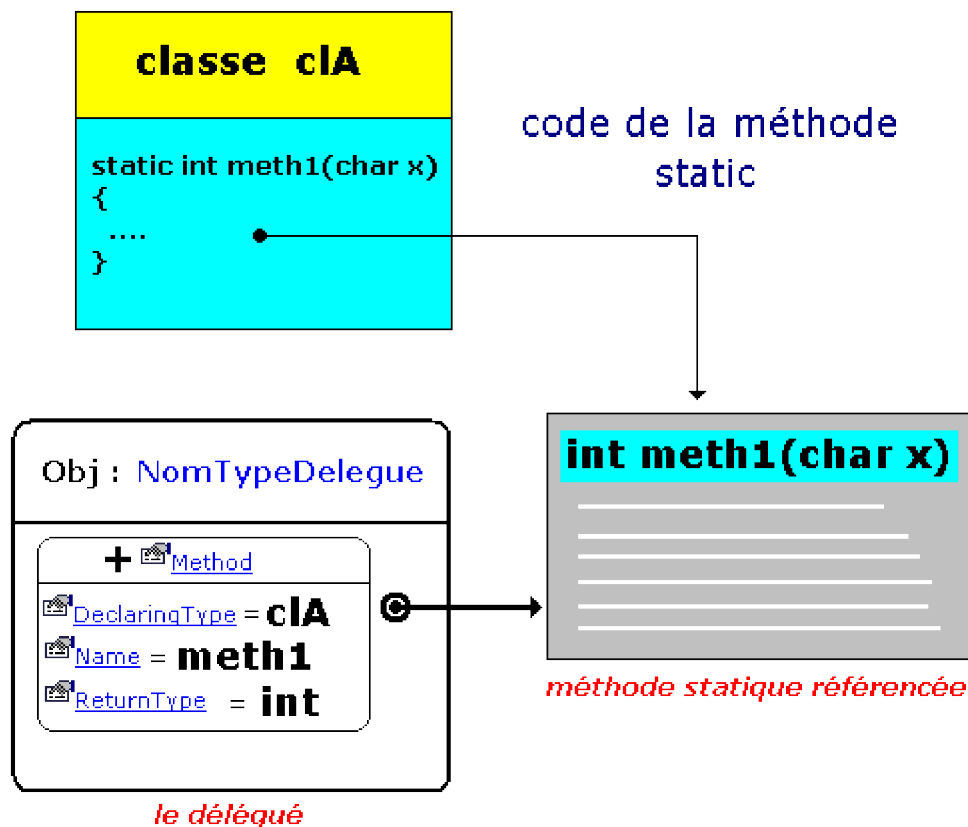 classe clA
static int meth1(char x)
{
....
}
code de la méthode
static
Obj : NomTypeDelegue
+ Method
DeclaringType = clA
Name = meth1
ReturnType = int
le délégué
int meth1(char x)
méthode statique référencée